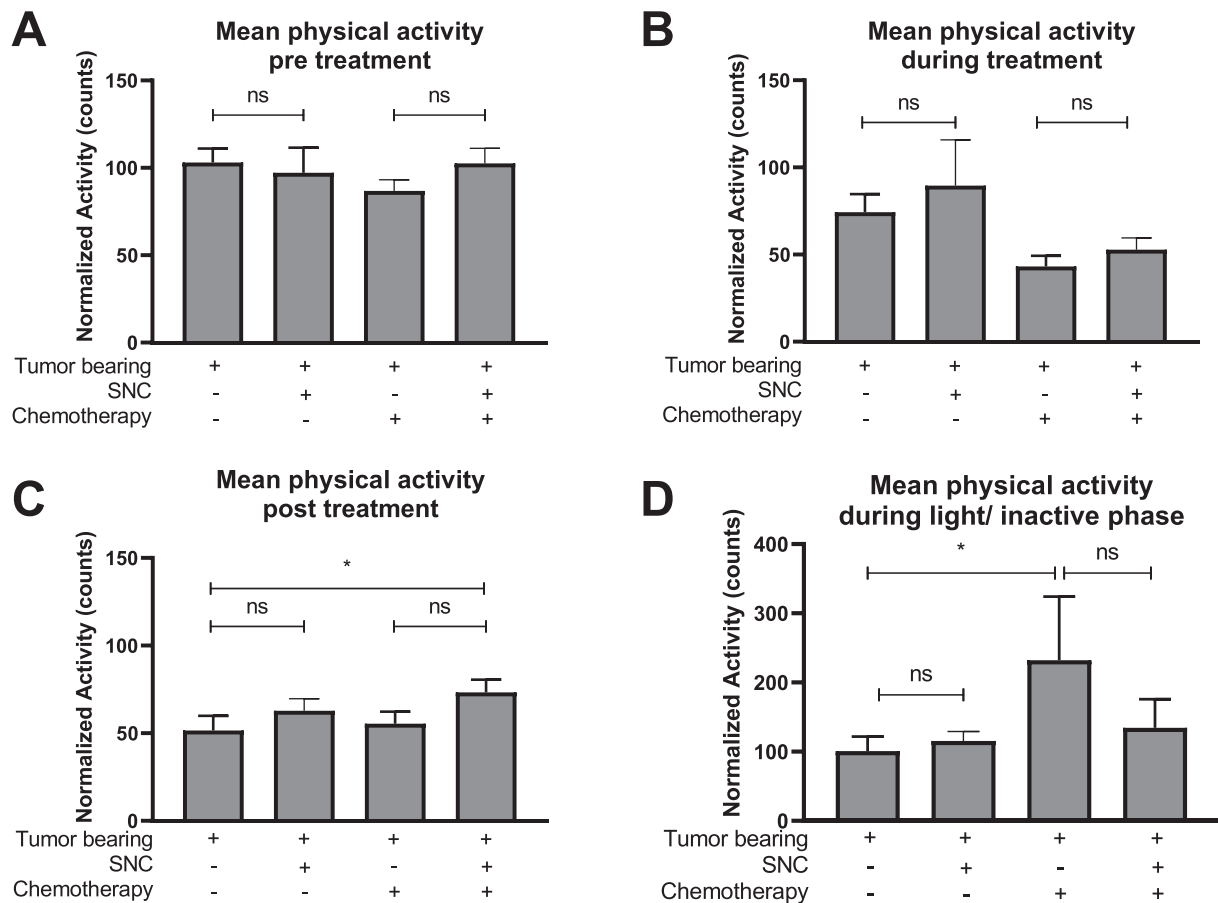 A
Mean physical activity
pre treatment
Normalized Activity (counts)
150
100
50
0
ns
ns
Tumor bearing + + + +
SNC - + - +
Chemotherapy - - + +
B
Mean physical activity
during treatment
Normalized Activity (counts)
150
100
50
0
ns
ns
Tumor bearing + + + +
SNC - + - +
Chemotherapy - - + +
C
Mean physical activity
post treatment
Normalized Activity (counts)
150
100
50
0
*
ns
ns
Tumor bearing + + + +
SNC - + - +
Chemotherapy - - + +
D
Mean physical activity
during light/ inactive phase
Normalized Activity (counts)
400
300
200
100
0
*
ns
ns
Tumor bearing + + + +
SNC - + - +
Chemotherapy - - + +